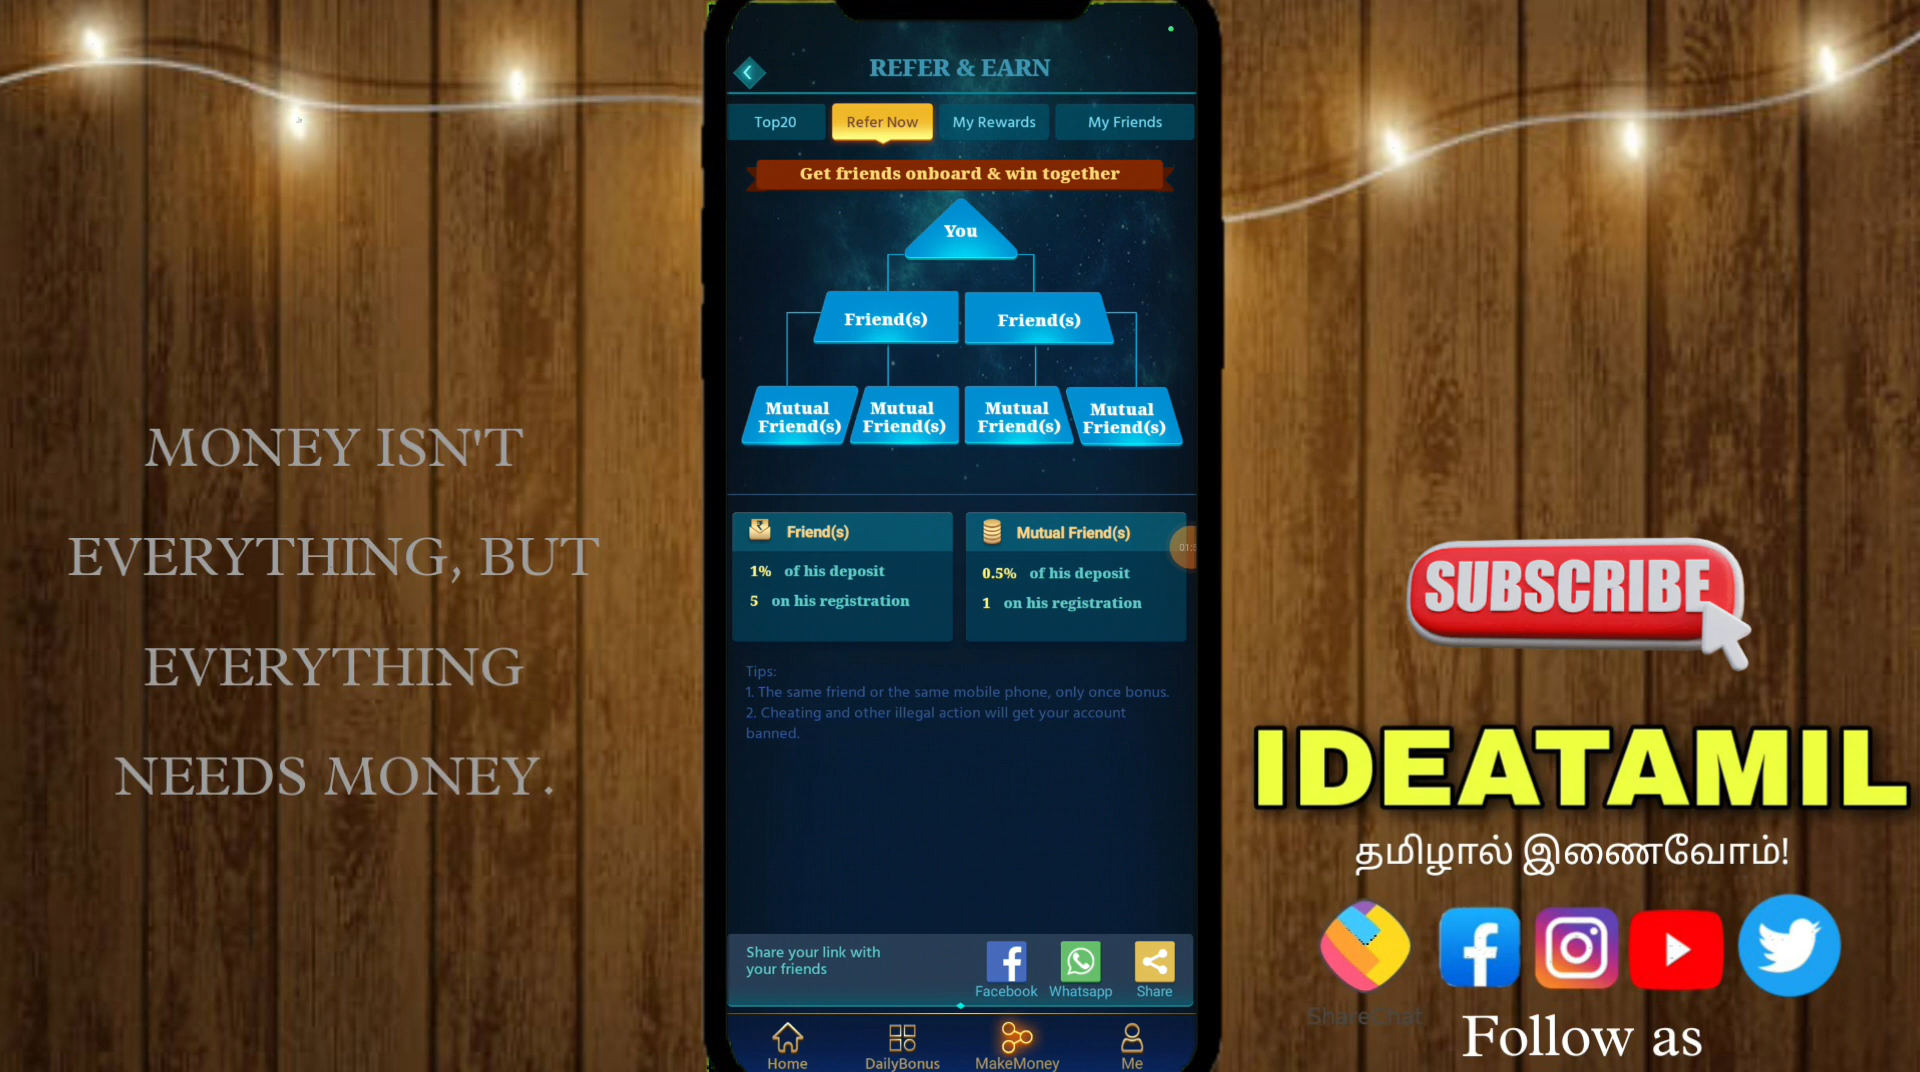 MONEY ISN'T
EVERYTHING, BUT
EVERYTHING
NEEDS MONEY.
REFER & EARN
Top20
Refer Now
My Rewards
My Friends
Get friends onboard & win together
You
Friend(s)
Friend(s)
Mutual
Friend(s)
Mutual
Friend(s)
Mutual
Friend(s)
Mutual
Friend(s)
Friend(s)
1% of his deposit
5 on his registration
Mutual Friend(s)
0.5% of his deposit
1 on his registration
Tips:
1. The same friend or the same mobile phone, only once bonus.
2. Cheating and other illegal action will get your account
banned.
Share your link with
your friends
Facebook
Whatsapp
Share
Home
DailyBonus
MakeMoney
Me
SUBSCRIBE
IDEATAMIL
தமிழால் இணைவோம்!
ShareChat
Follow as